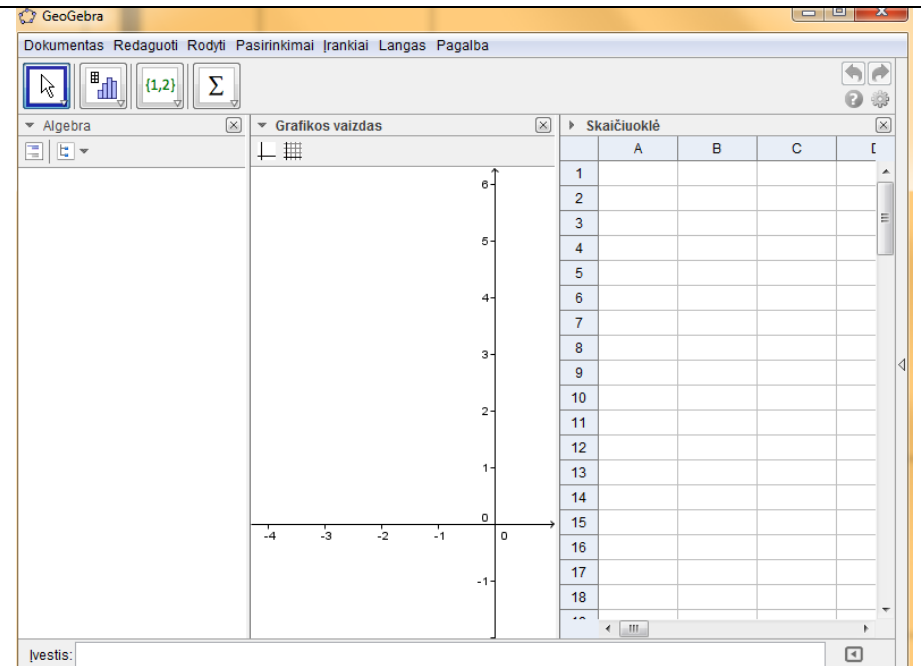 GeoGebra
Dokumentas Redaguoti Rodyti Pasirinkimai Įrankiai Langas Pagalba
{1,2} Σ
Algebra
Grafikos vaizdas
Skaičiuoklė
A B C
1
2
3
4
5
6
7
8
9
10
11
12
13
14
15
16
17
18
6
5
4
3
2
1
0
-4 -3 -2 -1 0
-1
Įvestis: